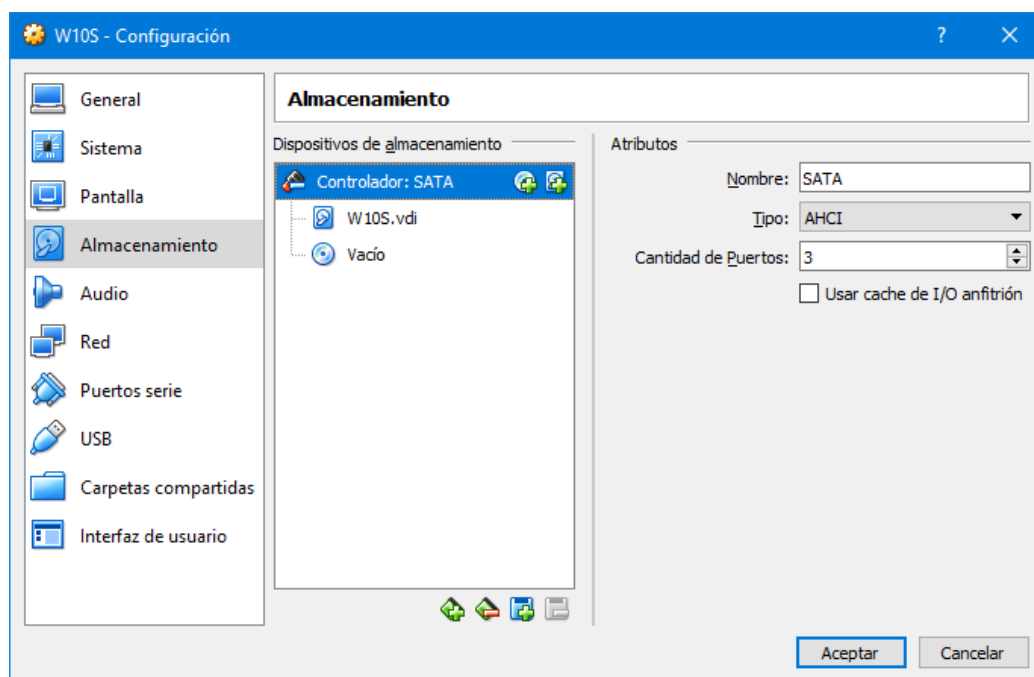 W10S - Configuración
General
Sistema
Pantalla
Almacenamiento
Audio
Red
Puertos serie
USB
Carpetas compartidas
Interfaz de usuario
Almacenamiento
Dispositivos de almacenamiento
Controlador: SATA
W10S.vdi
Vacío
Atributos
Nombre: SATA
Tipo: AHCI
Cantidad de Puertos: 3
Usar cache de I/O anfitrión
Aceptar
Cancelar